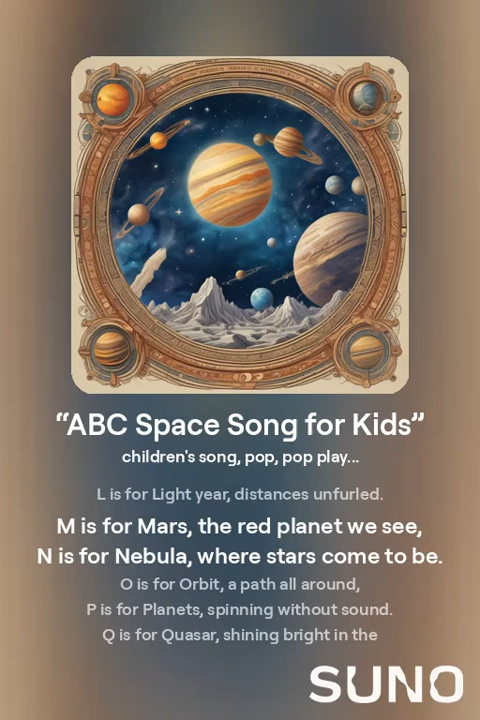 “ABC Space Song for Kids”
children's song, pop, pop play...
L is for Light year, distances unfurled.
M is for Mars, the red planet we see,
N is for Nebula, where stars come to be.
O is for Orbit, a path all around,
P is for Planets, spinning without sound.
Q is for Quasar, shining bright in the
SUNO